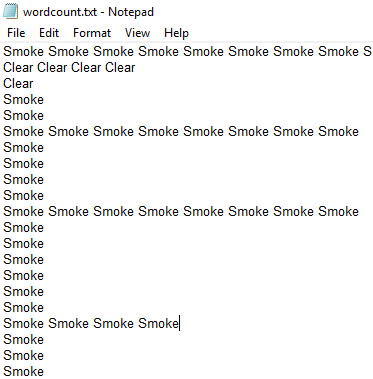 wordcount.txt - Notepad
File Edit Format View Help
Smoke Smoke Smoke Smoke Smoke Smoke Smoke Smoke S
Clear Clear Clear Clear
Clear
Smoke
Smoke
Smoke Smoke Smoke Smoke Smoke Smoke Smoke Smoke
Smoke
Smoke
Smoke
Smoke
Smoke Smoke Smoke Smoke Smoke Smoke Smoke Smoke
Smoke
Smoke
Smoke
Smoke
Smoke
Smoke
Smoke Smoke Smoke Smoke
Smoke
Smoke
Smoke